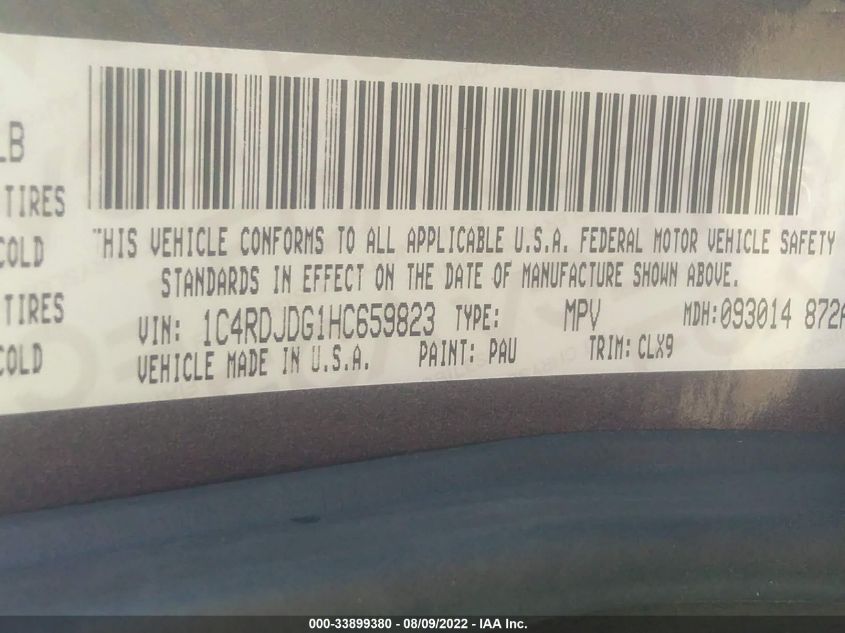 LB
TIRES
COLD
TIRES
COLD
THIS VEHICLE CONFORMS TO ALL APPLICABLE U.S.A. FEDERAL MOTOR VEHICLE SAFETY
STANDARDS IN EFFECT ON THE DATE OF MANUFACTURE SHOWN ABOVE.
VIN: 1C4RDJDG1HC659823 TYPE: MPV MDH:093014 872A
VEHICLE MADE IN U.S.A. PAINT: PAU TRIM: CLX9
000-33899380 - 08/09/2022 - IAA Inc.